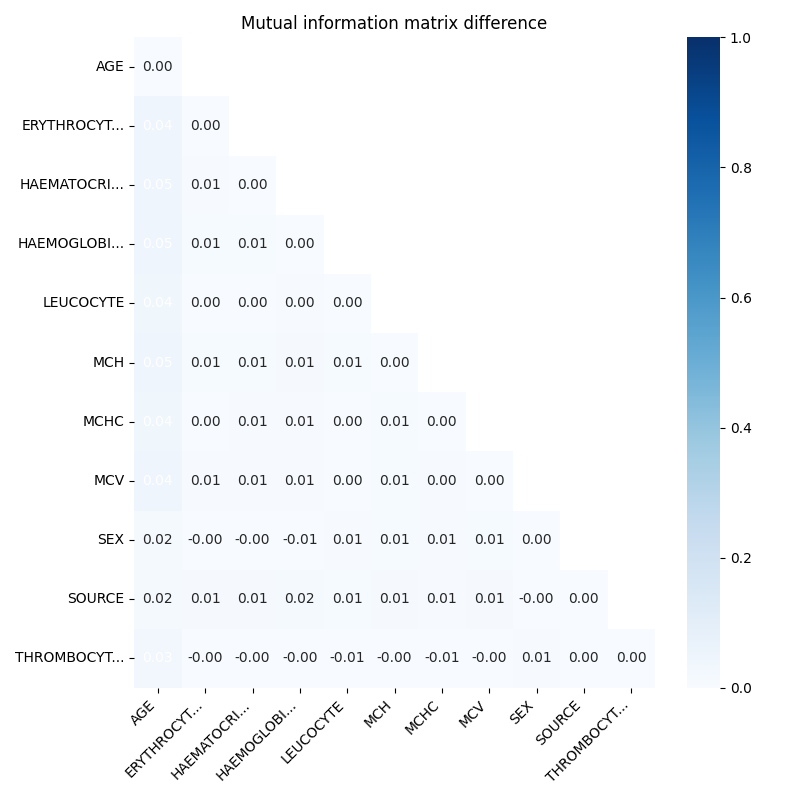 Mutual information matrix difference
AGE 0.00
ERYTHROCYT... 0.04 0.00
HAEMATOCRI... 0.05 0.01 0.00
HAEMOGLOBI... 0.05 0.01 0.01 0.00
LEUCOCYTE 0.04 0.00 0.00 0.00 0.00
MCH 0.05 0.01 0.01 0.01 0.01 0.00
MCHC 0.04 0.00 0.01 0.01 0.00 0.01 0.00
MCV 0.04 0.01 0.01 0.01 0.00 0.01 0.00 0.00
SEX 0.02 -0.00 -0.00 -0.01 0.01 0.01 0.01 0.01 0.00
SOURCE 0.02 0.01 0.01 0.02 0.01 0.01 0.01 0.01 -0.00 0.00
THROMBOCYT... 0.03 -0.00 -0.00 -0.00 -0.01 -0.00 -0.01 -0.00 0.01 0.00 0.00
AGE
ERYTHROCYT...
HAEMATOCRI...
HAEMOGLOBI...
LEUCOCYTE
MCH
MCHC
MCV
SEX
SOURCE
THROMBOCYT...
1.0
0.8
0.6
0.4
0.2
0.0